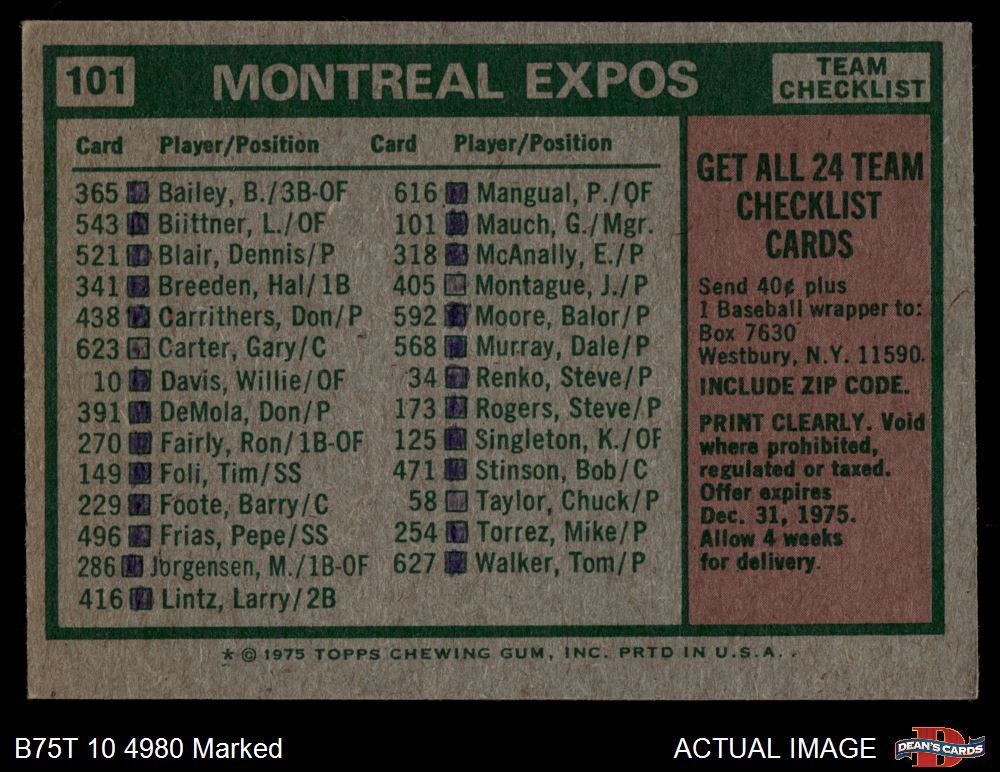 101 MONTREAL EXPOS TEAM CHECKLIST
Card Player/Position Card Player/Position
365 Bailey, B./3B-OF
543 Biittner, L./OF
521 Blair, Dennis/P
341 Breeden, Hal/1B
438 Carrithers, Don/P
623 Carter, Gary/C
10 Davis, Willie/OF
391 DeMola, Don/P
270 Fairly, Ron/1B-OF
149 Foli, Tim/SS
229 Foote, Barry/C
496 Frias, Pepe/SS
286 Jorgensen, M./1B-OF
416 Lintz, Larry/2B
616 Mangual, P./OF
101 Mauch, G./Mgr.
318 McAnally, E./P
405 Montague, J./P
592 Moore, Balor/P
568 Murray, Dale/P
34 Renko, Steve/P
173 Rogers, Steve/P
125 Singleton, K./OF
471 Stinson, Bob/C
58 Taylor, Chuck/P
254 Torrez, Mike/P
627 Walker, Tom/P
GET ALL 24 TEAM
CHECKLIST
CARDS
Send 40¢ plus
1 Baseball wrapper to:
Box 7630
Westbury, N.Y. 11590.
INCLUDE ZIP CODE.
PRINT CLEARLY. Void
where prohibited,
regulated or taxed.
Offer expires
Dec. 31, 1975.
Allow 4 weeks
for delivery.
* © 1975 TOPPS CHEWING GUM, INC. PRTD IN U.S.A.
B75T 10 4980 Marked
ACTUAL IMAGE
DEAN'S CARDS